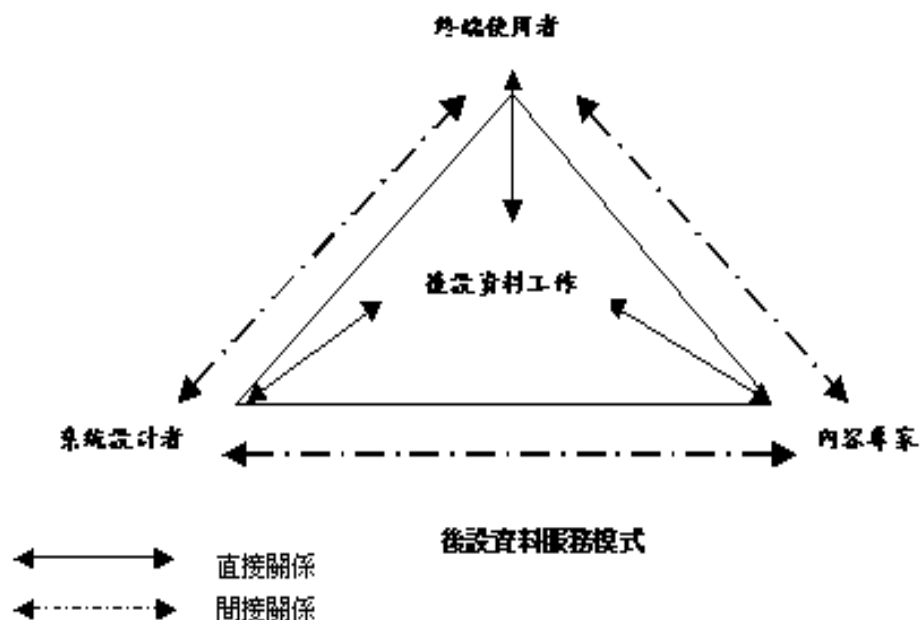 終端使用者
後設資料工作
系統設計者
內容專家
後設資料服務模式
直接關係
間接關係